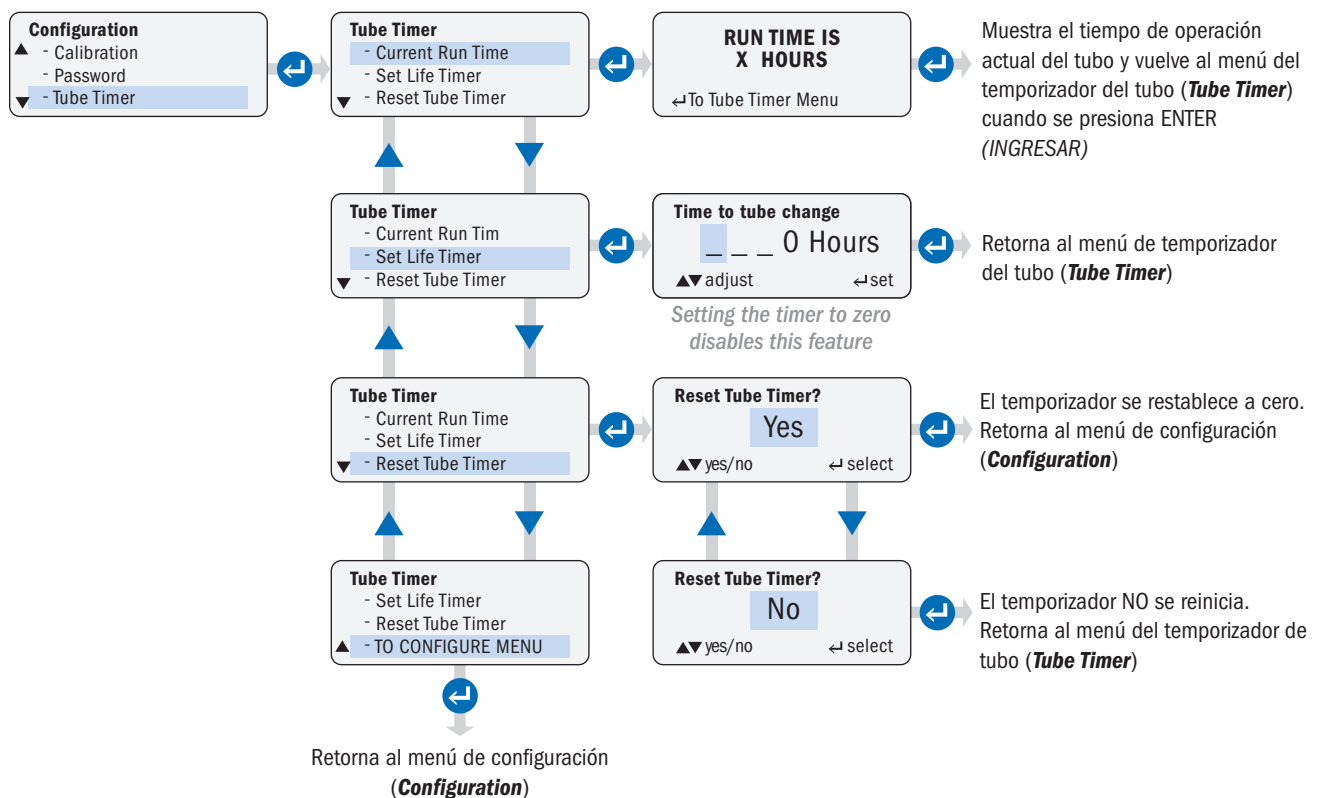 Configuration
- Calibration
- Password
- Tube Timer
Tube Timer
- Current Run Time
- Set Life Timer
- Reset Tube Timer
RUN TIME IS
X HOURS
↵To Tube Timer Menu
Muestra el tiempo de operación
actual del tubo y vuelve al menú del
temporizador del tubo (Tube Timer)
cuando se presiona ENTER
(INGRESAR)
Tube Timer
- Current Run Tim
- Set Life Timer
- Reset Tube Timer
Time to tube change
_ _ _ 0 Hours
▲▼ adjust ↵ set
Setting the timer to zero
disables this feature
Retorna al menú de temporizador
del tubo (Tube Timer)
Tube Timer
- Current Run Time
- Set Life Timer
- Reset Tube Timer
Reset Tube Timer?
Yes
▲▼ yes/no ↵ select
El temporizador se restablece a cero.
Retorna al menú de configuración
(Configuration)
Tube Timer
- Set Life Timer
- Reset Tube Timer
- TO CONFIGURE MENU
Reset Tube Timer?
No
▲▼ yes/no ↵ select
El temporizador NO se reinicia.
Retorna al menú del temporizador de
tubo (Tube Timer)
Retorna al menú de configuración
(Configuration)